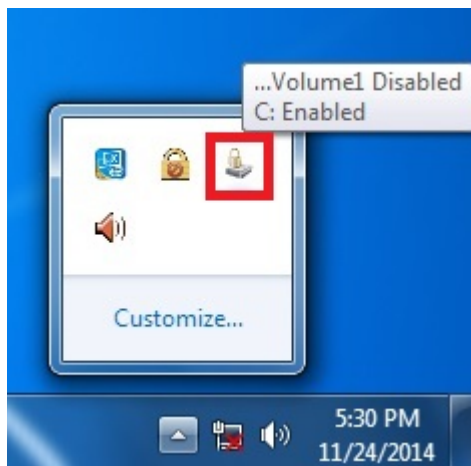 ...Volume1 Disabled
C: Enabled
Customize...
5:30 PM
11/24/2014